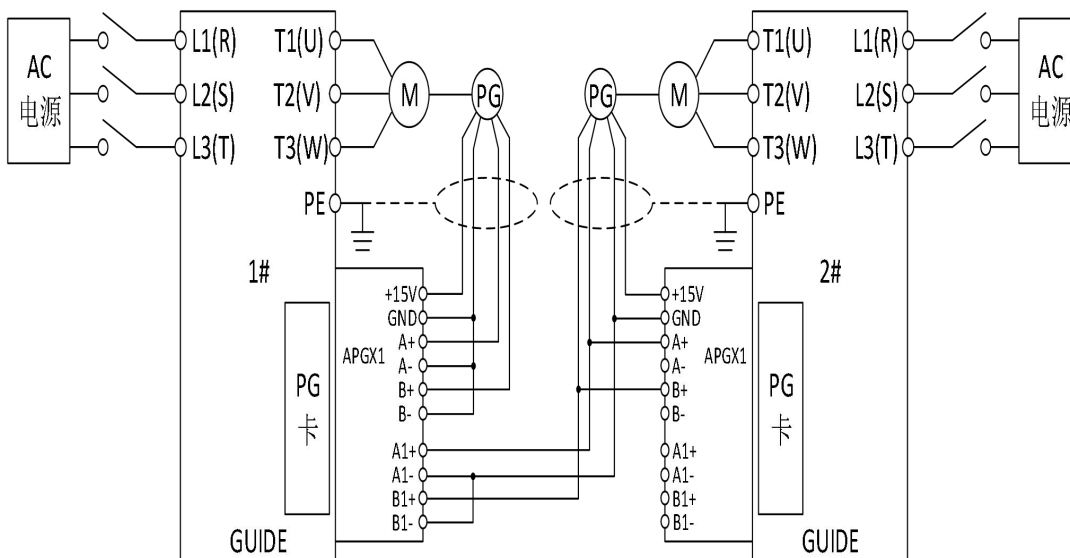 AC
电源
L1(R)
L2(S)
L3(T)
T1(U)
T2(V)
T3(W)
PE
M
PG
1#
PG
卡
APGX1
+15V
GND
A+
A-
B+
B-
A1+
A1-
B1+
B1-
GUIDE
PG
M
T1(U)
T2(V)
T3(W)
PE
L1(R)
L2(S)
L3(T)
AC
电源
2#
+15V
GND
A+
A-
B+
B-
A1+
A1-
B1+
B1-
APGX1
PG
卡
GUIDE